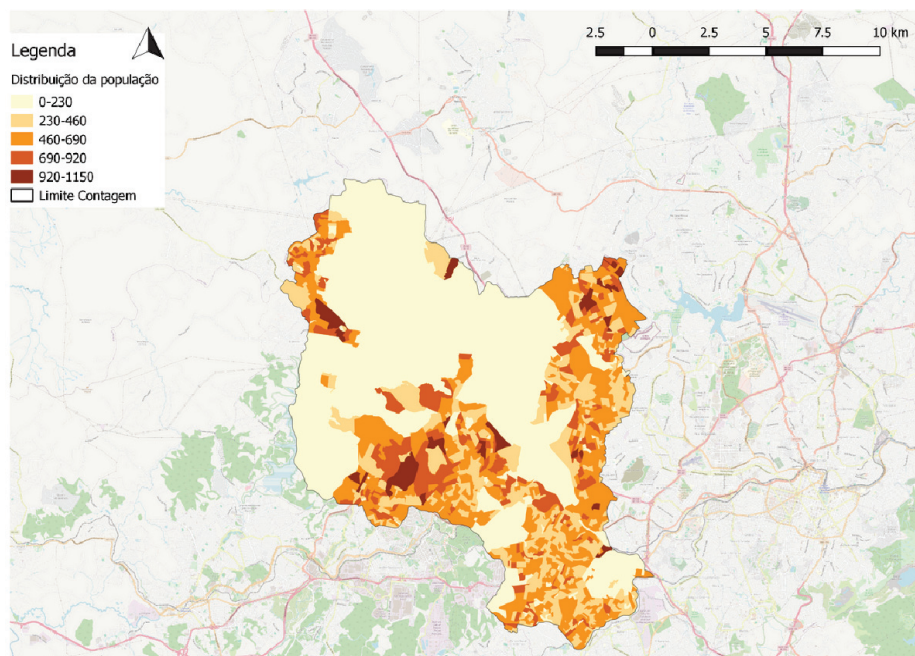 Legenda
Distribuição da população
0-230
230-460
460-690
690-920
920-1150
Limite Contagem
2.5 0 2.5 5 7.5 10 km